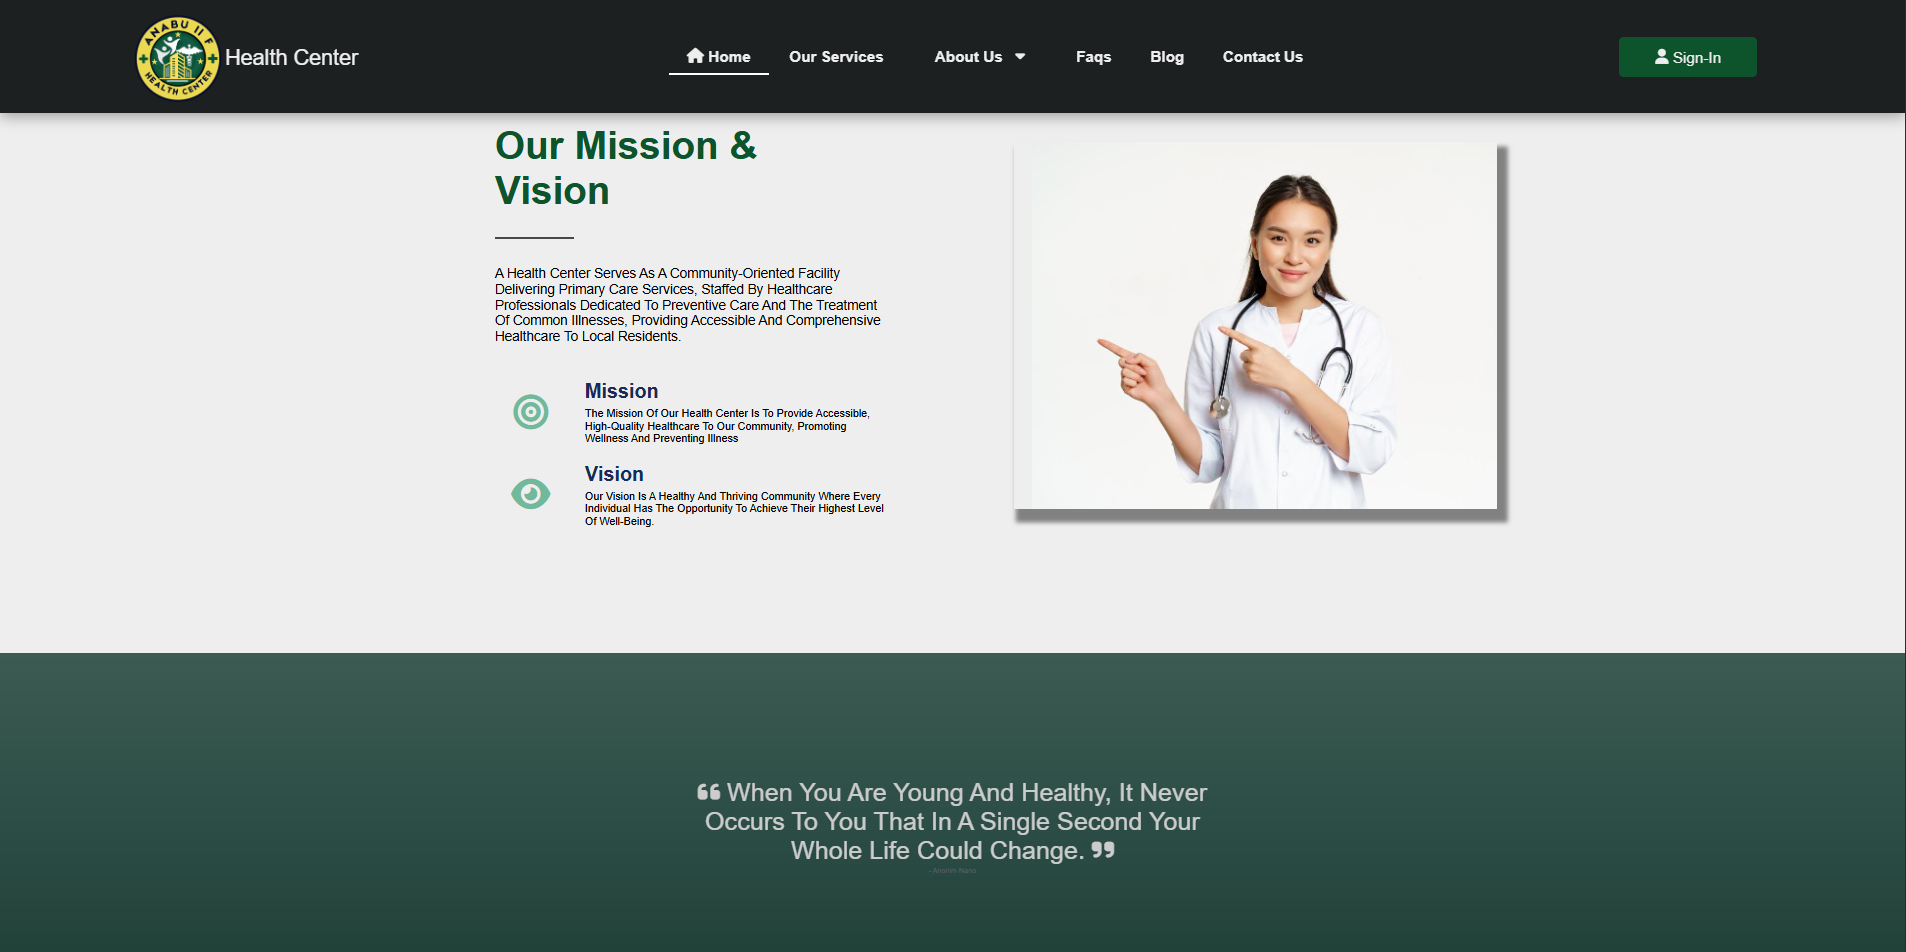 ANABU II F
HEALTH CENTER
Health Center
Home
Our Services
About Us
Faqs
Blog
Contact Us
Sign-In
Our Mission &
Vision
A Health Center Serves As A Community-Oriented Facility
Delivering Primary Care Services, Staffed By Healthcare
Professionals Dedicated To Preventive Care And The Treatment
Of Common Illnesses, Providing Accessible And Comprehensive
Healthcare To Local Residents.
Mission
The Mission Of Our Health Center Is To Provide Accessible,
High-Quality Healthcare To Our Community, Promoting
Wellness And Preventing Illness
Vision
Our Vision Is A Healthy And Thriving Community Where Every
Individual Has The Opportunity To Achieve Their Highest Level
Of Well-Being.
❝ When You Are Young And Healthy, It Never
Occurs To You That In A Single Second Your
Whole Life Could Change. ❞